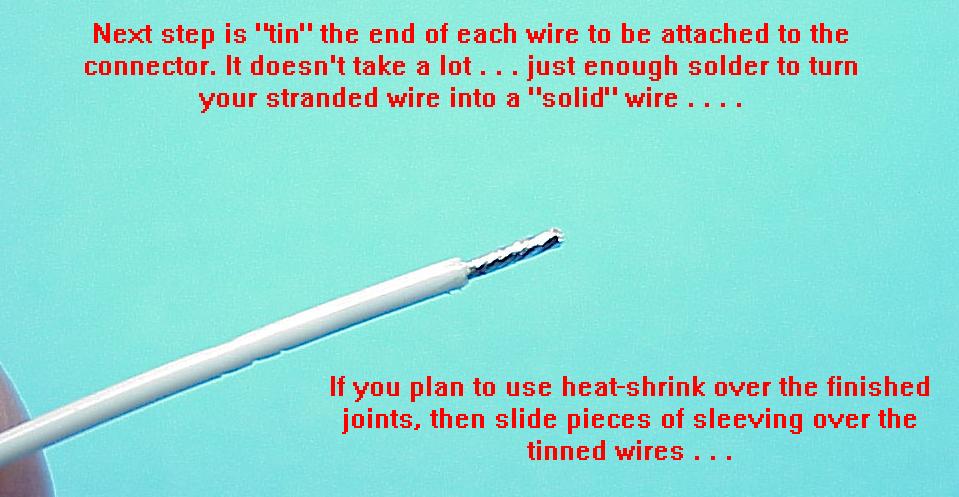 Next step is "tin" the end of each wire to be attached to the
connector. It doesn't take a lot . . . just enough solder to turn
your stranded wire into a "solid" wire . . . .
If you plan to use heat-shrink over the finished
joints, then slide pieces of sleeving over the
tinned wires . . .